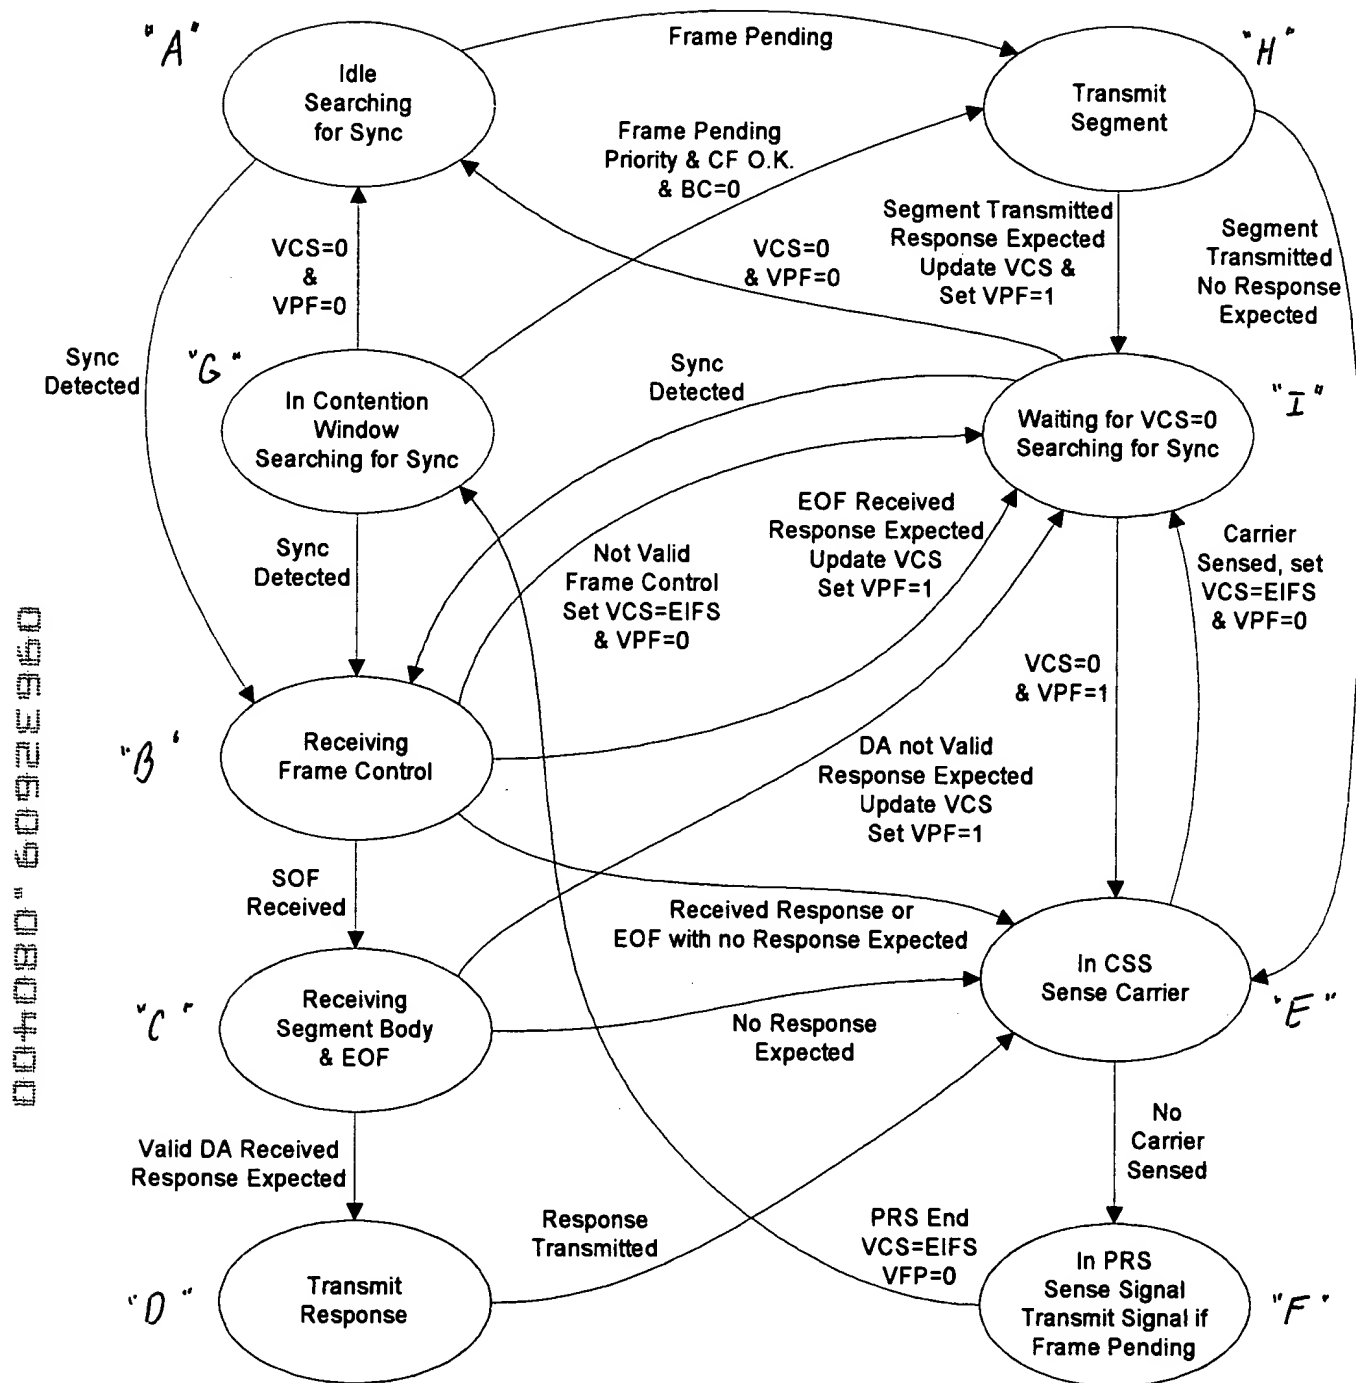 "A"
Idle
Searching
for Sync
Frame Pending
"H"
Transmit
Segment
Frame Pending
Priority & CF O.K.
& BC=0
VCS=0
&
VPF=0
VCS=0
& VPF=0
Segment Transmitted
Response Expected
Update VCS &
Set VPF=1
Segment
Transmitted
No Response
Expected
Sync
Detected
"G"
In Contention
Window
Searching for Sync
Sync
Detected
"I"
Waiting for VCS=0
Searching for Sync
Sync
Detected
Not Valid
Frame Control
Set VCS=EIFS
& VPF=0
EOF Received
Response Expected
Update VCS
Set VPF=1
Carrier
Sensed, set
VCS=EIFS
& VPF=0
VCS=0
& VPF=1
"B"
Receiving
Frame Control
DA not Valid
Response Expected
Update VCS
Set VPF=1
SOF
Received
Received Response or
EOF with no Response Expected
In CSS
Sense Carrier
"E"
"C"
Receiving
Segment Body
& EOF
No Response
Expected
No
Carrier
Sensed
Valid DA Received
Response Expected
Response
Transmitted
PRS End
VCS=EIFS
VFP=0
"D"
Transmit
Response
In PRS
Sense Signal
Transmit Signal if
Frame Pending
"F"